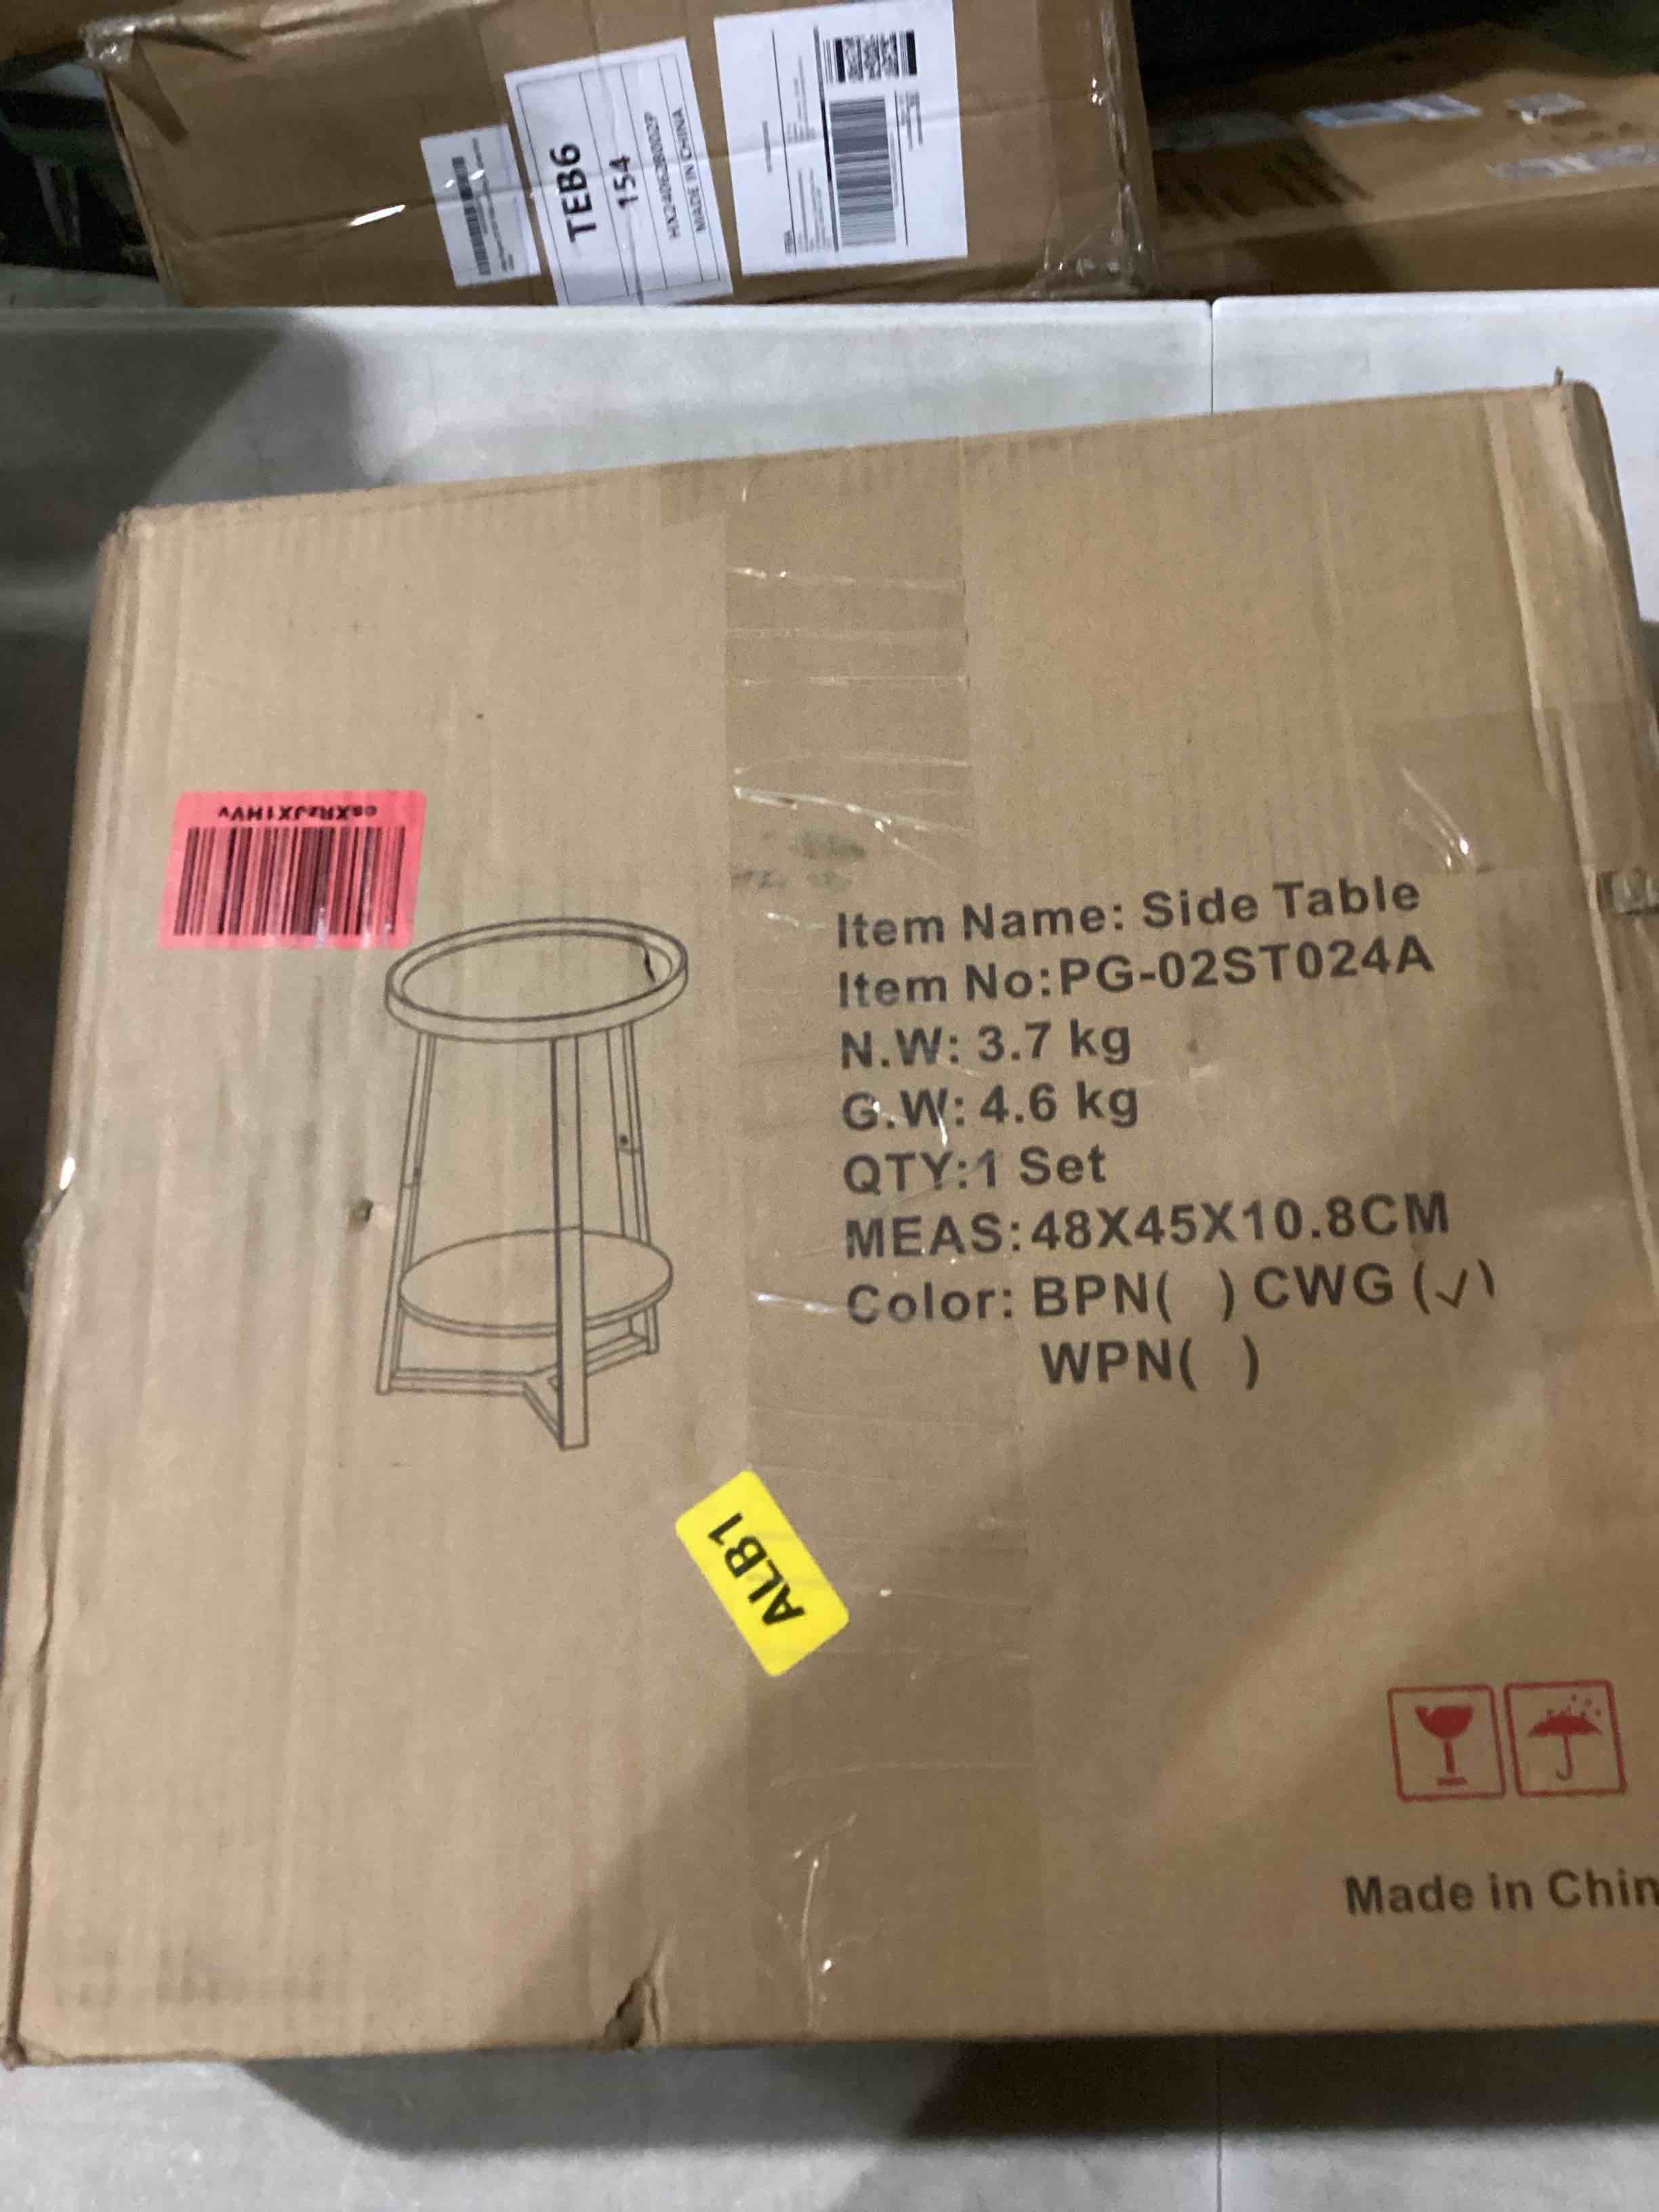 TEB6
154
MADE IN CHINA
Item Name: Side Table
Item No:PG-02ST024A
N.W: 3.7 kg
G.W: 4.6 kg
QTY:1 Set
MEAS:48X45X10.8CM
Color: BPN( ) CWG (✓)
WPN( )
ALB1
Made in Chin